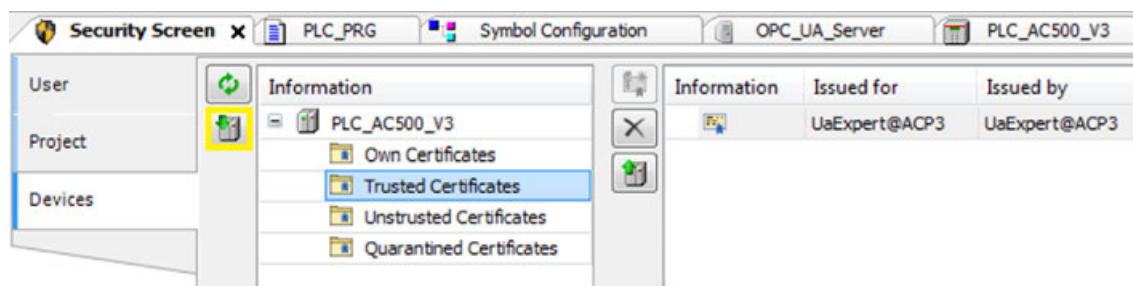 Security Screen PLC_PRG Symbol Configuration OPC_UA_Server PLC_AC500_V3
User
Project
Devices
Information
PLC_AC500_V3
Own Certificates
Trusted Certificates
Unstrusted Certificates
Quarantined Certificates
Information Issued for Issued by
UaExpert@ACP3 UaExpert@ACP3